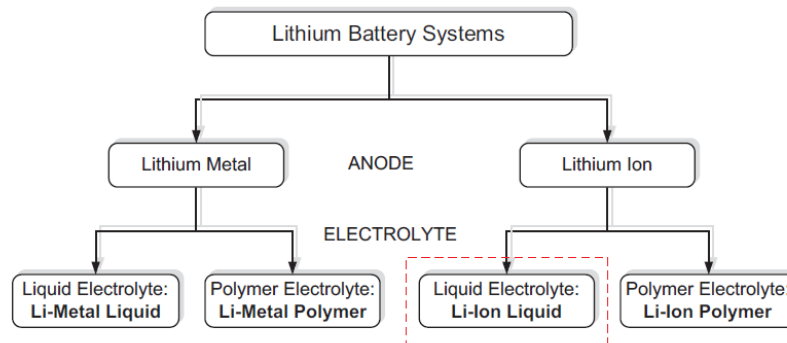 Lithium Battery Systems
Lithium Metal
ANODE
Lithium Ion
ELECTROLYTE
Liquid Electrolyte:
Li-Metal Liquid
Polymer Electrolyte:
Li-Metal Polymer
Liquid Electrolyte:
Li-Ion Liquid
Polymer Electrolyte:
Li-Ion Polymer